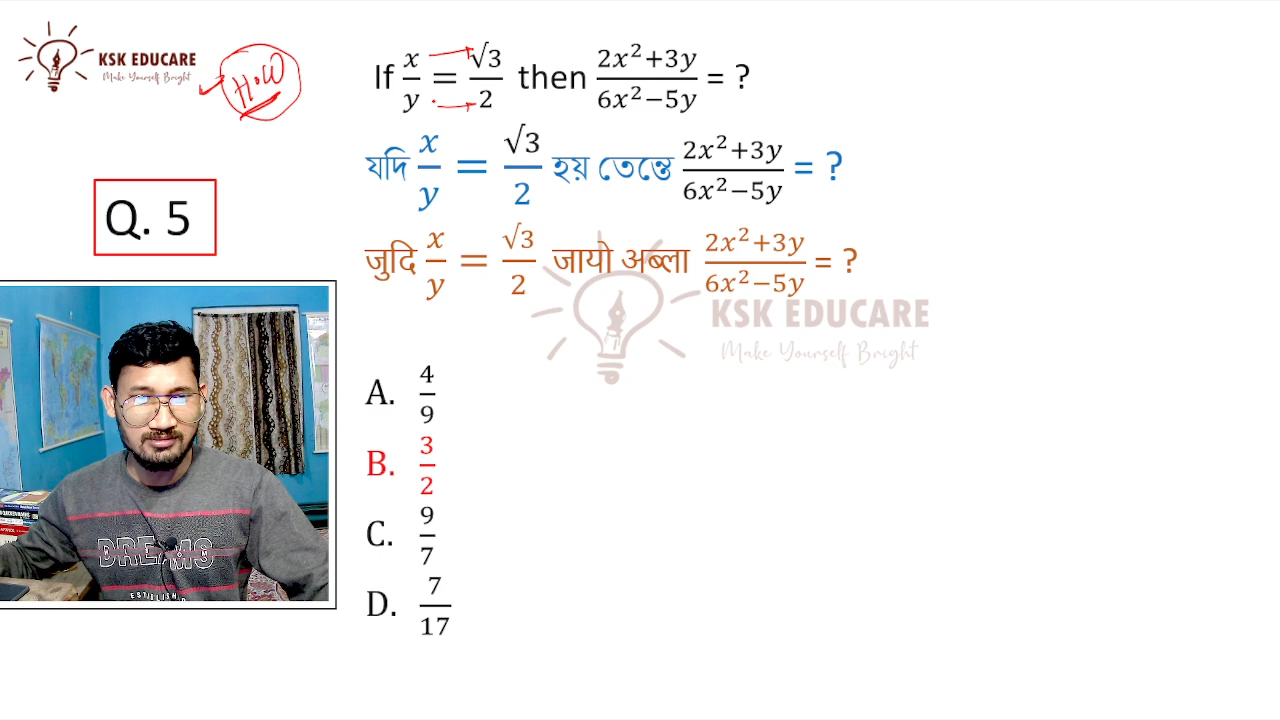 KSK EDUCARE
Make Yourself Bright
How
If x/y = √3/2 then (2x²+3y)/(6x²−5y) = ?
যদি x/y = √3/2 হয় তেন্তে (2x²+3y)/(6x²−5y) = ?
जुदि x/y = √3/2 जायो अब्ला (2x²+3y)/(6x²−5y) = ?
Q. 5
KSK EDUCARE
Make Yourself Bright
A. 4/9
B. 3/2
C. 9/7
D. 7/17
DREAMS